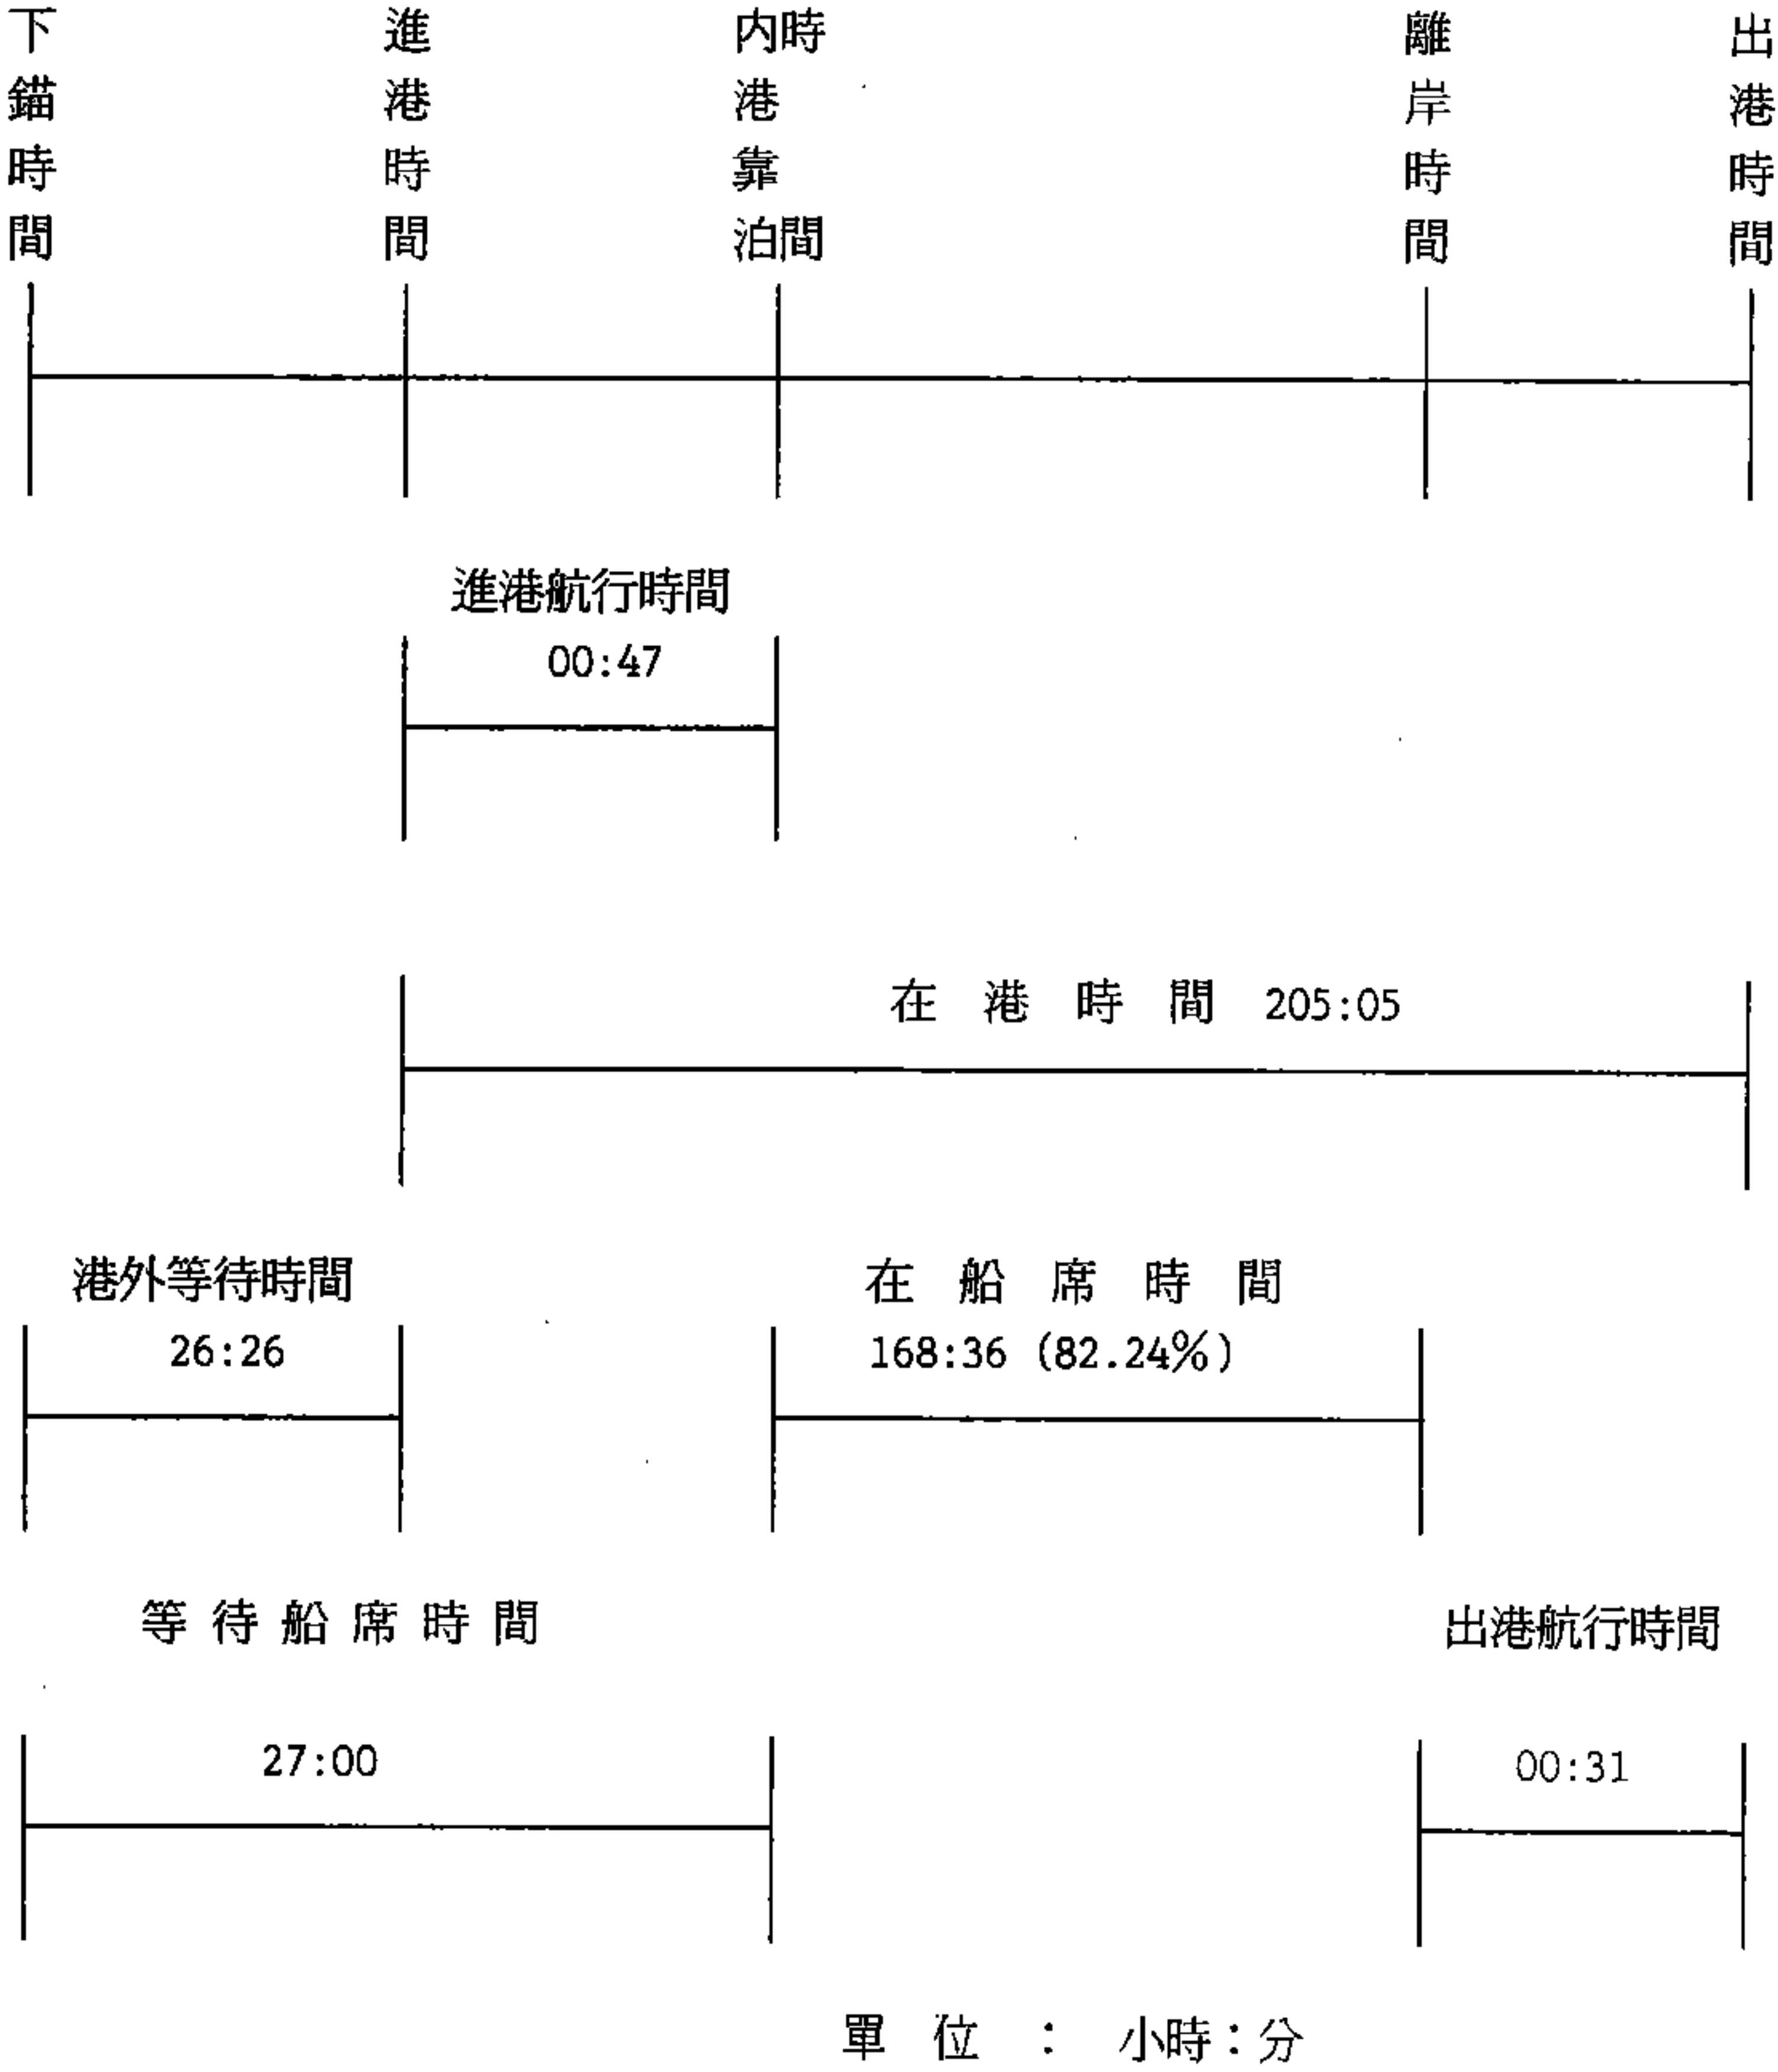 下錨時間
進港時間
內港靠泊時間
離岸時間
出港時間
進港航行時間
00:47
在港時間 205:05
港外等待時間
26:26
在船席時間
168:36 (82.24%)
等待船席時間
27:00
出港航行時間
00:31
單位：小時：分